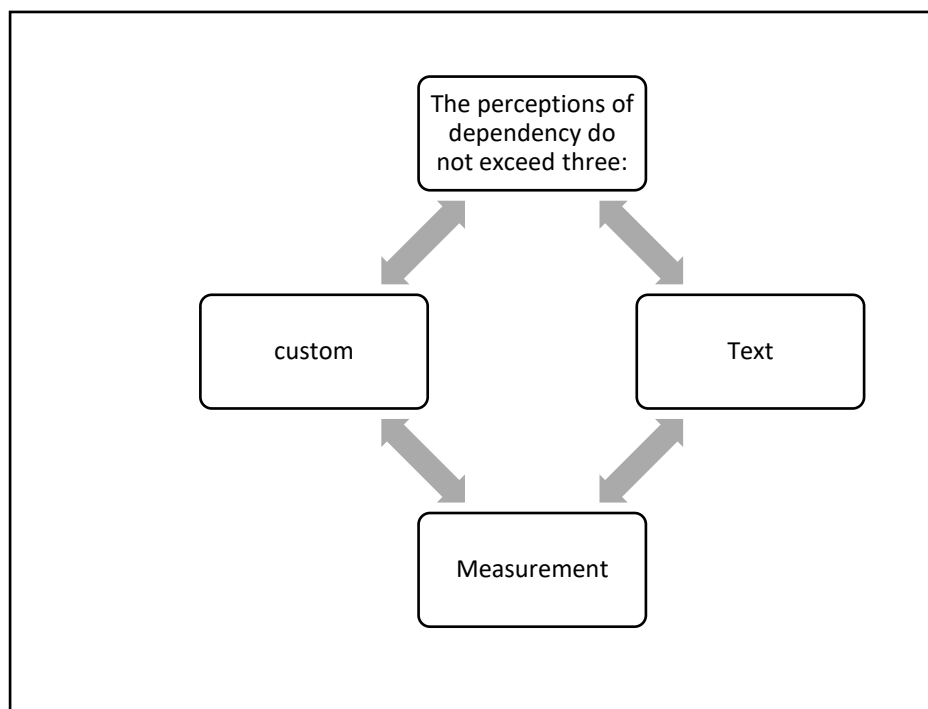 The perceptions of
dependency do
not exceed three:
custom
Text
Measurement